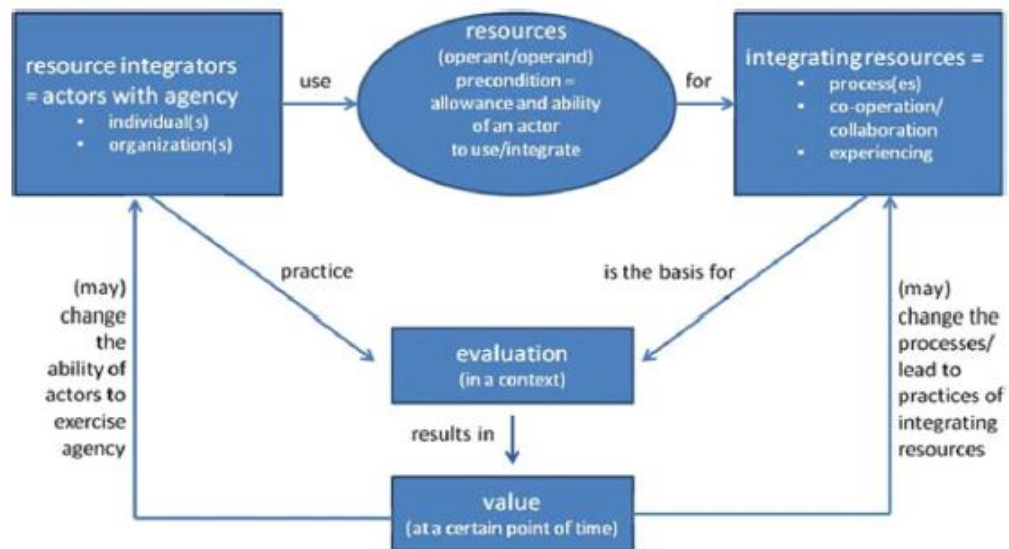 resource integrators
= actors with agency
• individual(s)
• organization(s)
use
resources
(operant/operand)
precondition =
allowance and ability
of an actor
to use/integrate
for
integrating resources =
• process(es)
• co-operation/
collaboration
• experiencing
practice
is the basis for
(may)
change
the
ability of
actors to
exercise
agency
evaluation
(in a context)
results in
value
(at a certain point of time)
(may)
change the
processes/
lead to
practices of
integrating
resources